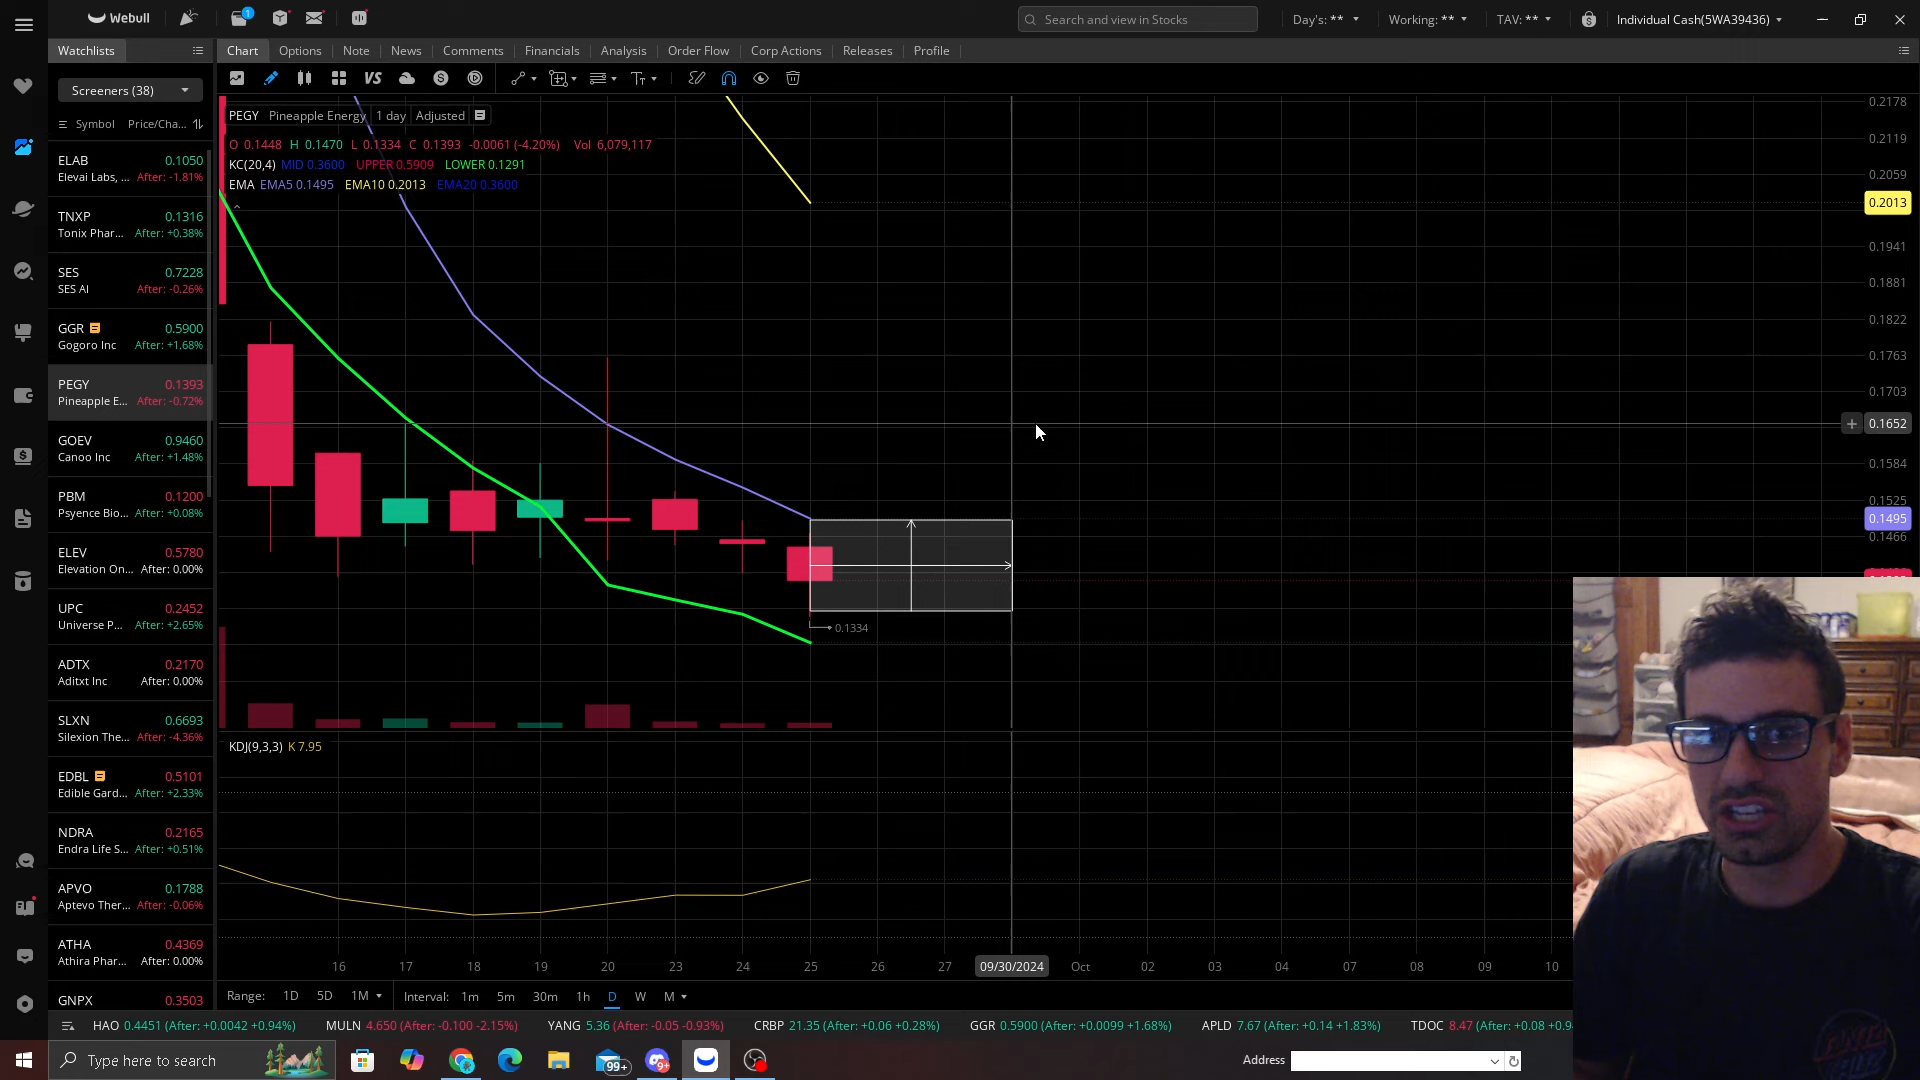 Webull
1
Search and view in Stocks
Day's: **
Working: **
TAV: **
Individual Cash(5WA39436)
Watchlists
Chart
Options
Note
News
Comments
Financials
Analysis
Order Flow
Corp Actions
Releases
Profile
Screeners (38)
VS
Symbol Price/Cha...
PEGY Pineapple Energy 1 day Adjusted
O 0.1448 H 0.1470 L 0.1334 C 0.1393 -0.0061 (-4.20%) Vol 6,079,117
KC(20,4) MID 0.3600 UPPER 0.5909 LOWER 0.1291
EMA EMA5 0.1495 EMA10 0.2013 EMA20 0.3600
ELAB 0.1050
Elevai Labs, ... After: -1.81%
TNXP 0.1316
Tonix Phar... After: +0.38%
SES 0.7228
SES AI After: -0.26%
GGR 0.5900
Gogoro Inc After: +1.68%
PEGY 0.1393
Pineapple E... After: -0.72%
GOEV 0.9460
Canoo Inc After: +1.48%
PBM 0.1200
Psyence Bio... After: +0.08%
ELEV 0.5780
Elevation On... After: 0.00%
UPC 0.2452
Universe P... After: +2.65%
ADTX 0.2170
Aditxt Inc After: 0.00%
SLXN 0.6693
Silexion The... After: -4.36%
EDBL 0.5101
Edible Gard... After: +2.33%
NDRA 0.2165
Endra Life S... After: +0.51%
APVO 0.1788
Aptevo Ther... After: -0.06%
ATHA 0.4369
Athira Phar... After: 0.00%
GNPX 0.3503
0.2178
0.2119
0.2059
0.2013
0.1941
0.1881
0.1822
0.1763
0.1703
0.1652
0.1584
0.1525
0.1495
0.1466
0.1334
KDJ(9,3,3) K 7.95
16 17 18 19 20 23 24 25 26 27 09/30/2024 Oct 02 03 04 07 08 09 10
Range: 1D 5D 1M Interval: 1m 5m 30m 1h D W M
HAO 0.4451 (After: +0.0042 +0.94%) MULN 4.650 (After: -0.100 -2.15%) YANG 5.36 (After: -0.05 -0.93%) CRBP 21.35 (After: +0.06 +0.28%) GGR 0.5900 (After: +0.0099 +1.68%) APLD 7.67 (After: +0.14 +1.83%) TDOC 8.47 (After: +0.08 +0.9
Type here to search
99+
9+
Address